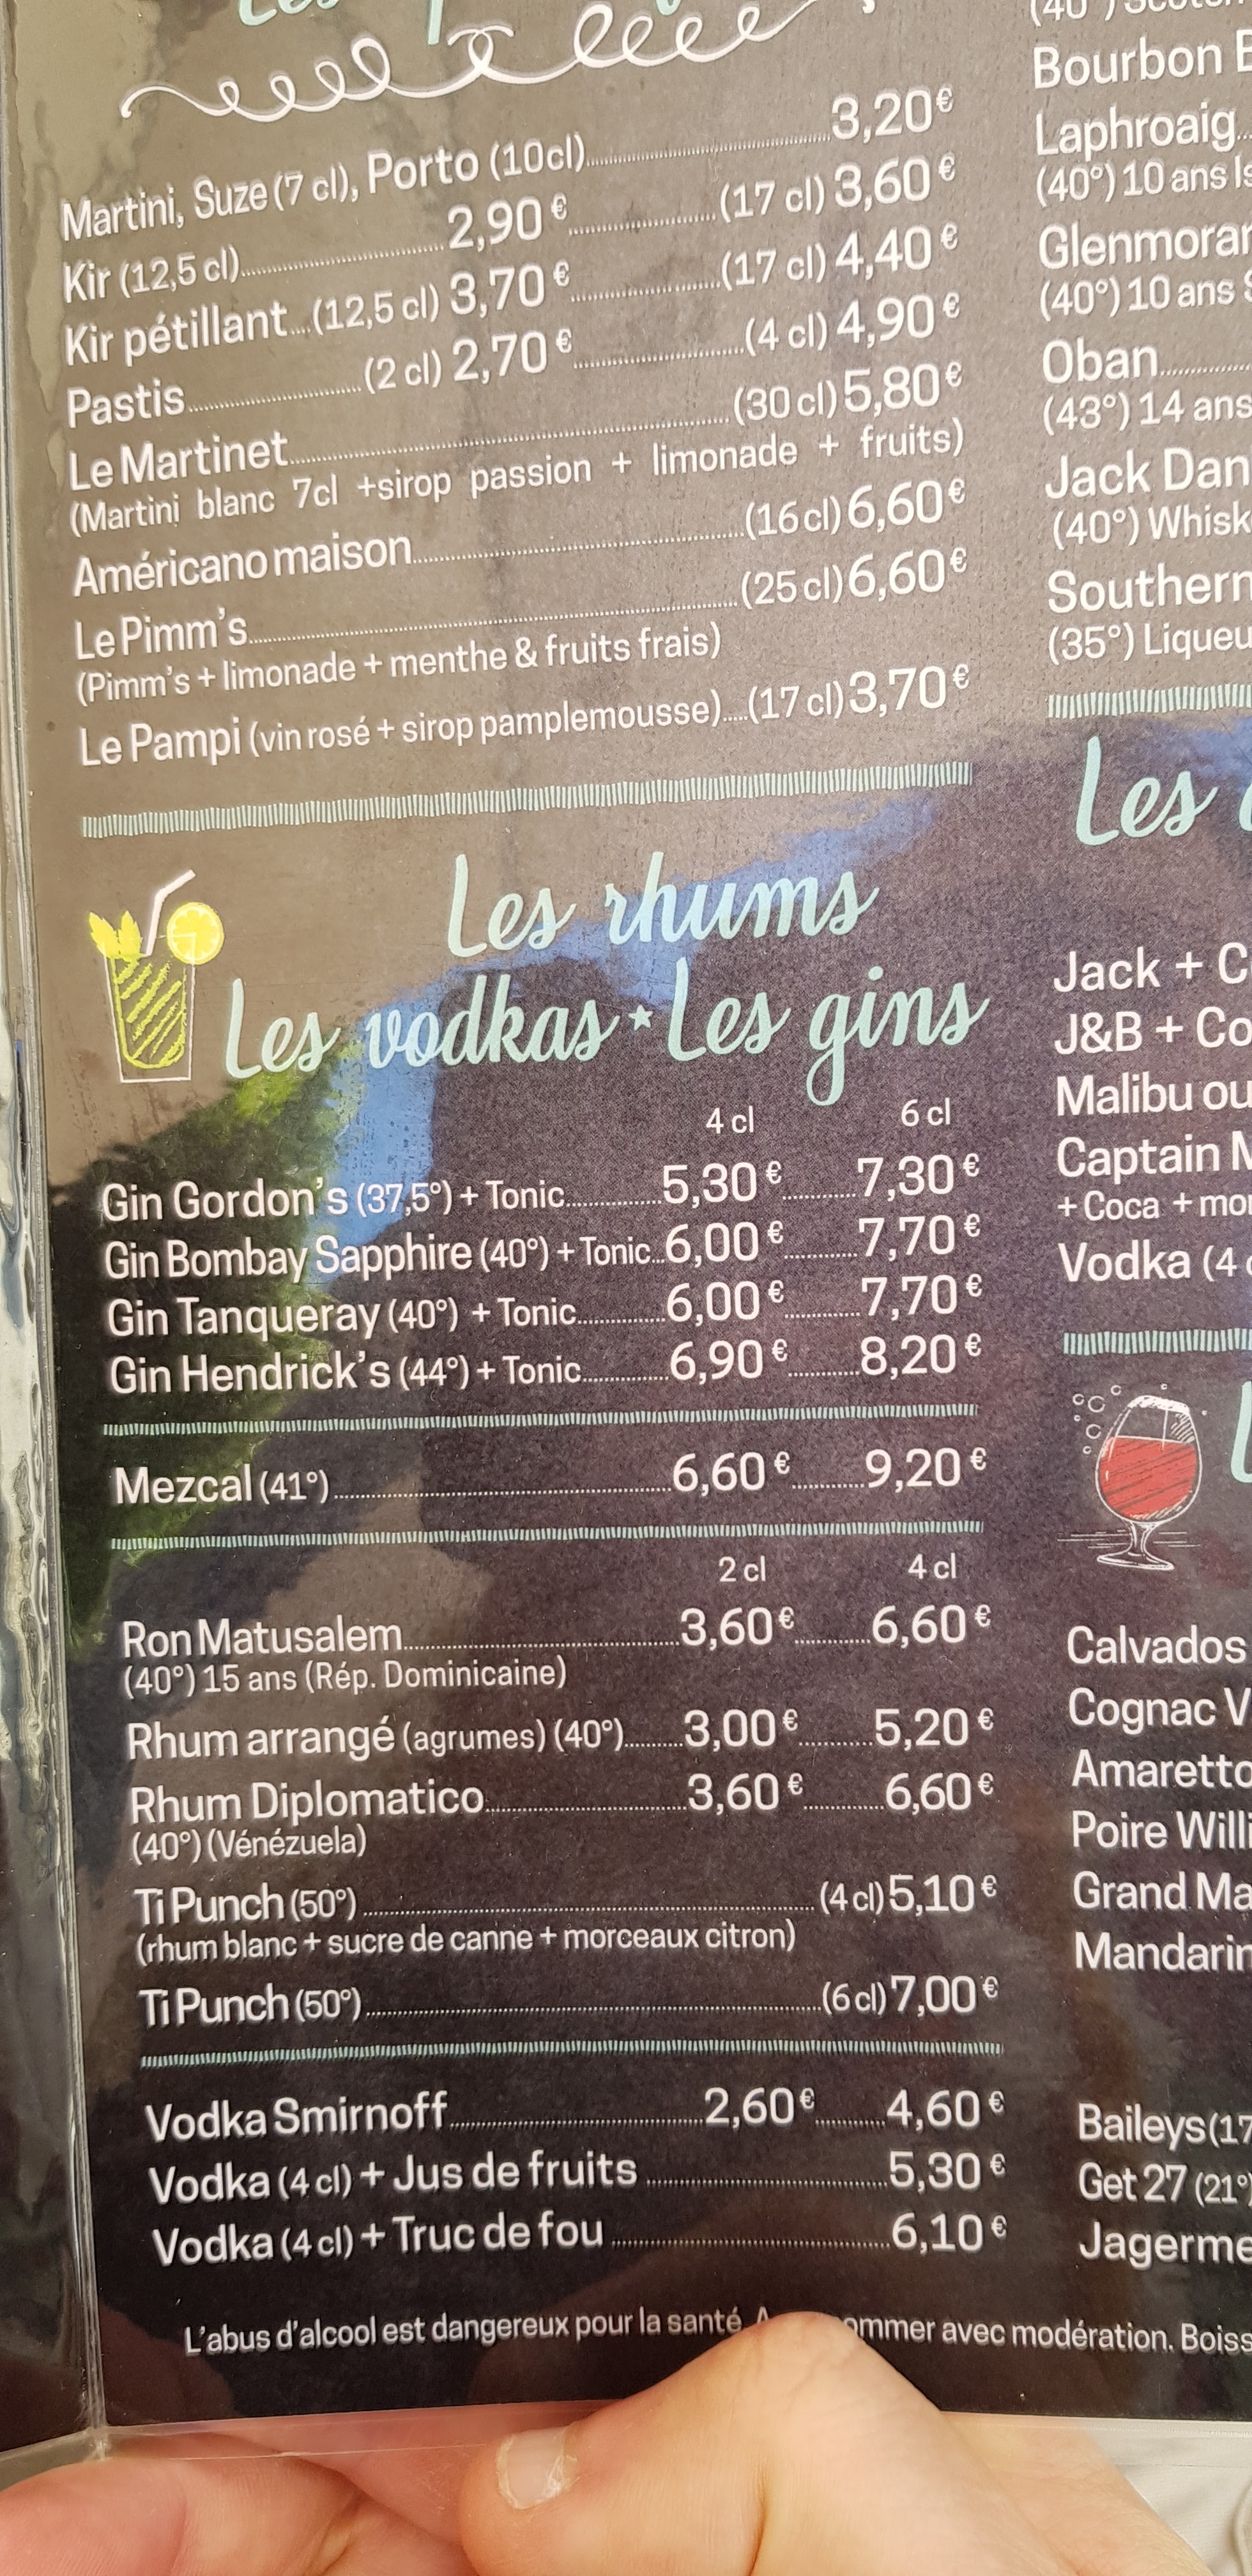 Martini, Suze (7 cl), Porto (10cl) 3,20 €
Kir (12,5 cl) 2,90 € (17 cl) 3,60 €
Kir pétillant (12,5 cl) 3,70 € (17 cl) 4,40 €
Pastis (2 cl) 2,70 € (4 cl) 4,90 €
Le Martinet (30 cl) 5,80 €
(Martini blanc 7cl +sirop passion + limonade + fruits)
Américano maison (16 cl) 6,60 €
Le Pimm's (25 cl) 6,60 €
(Pimm's + limonade + menthe & fruits frais)
Le Pampi (vin rosé + sirop pamplemousse) (17 cl) 3,70 €
Les rhums
Les vodkas * Les gins
4 cl 6 cl
Gin Gordon's (37,5°) + Tonic 5,30 € 7,30 €
Gin Bombay Sapphire (40°) + Tonic 6,00 € 7,70 €
Gin Tanqueray (40°) + Tonic 6,00 € 7,70 €
Gin Hendrick's (44°) + Tonic 6,90 € 8,20 €
Mezcal (41°) 6,60 € 9,20 €
2 cl 4 cl
Ron Matusalem 3,60 € 6,60 €
(40°) 15 ans (Rép. Dominicaine)
Rhum arrangé (agrumes) (40°) 3,00 € 5,20 €
Rhum Diplomatico 3,60 € 6,60 €
(40°) (Vénézuela)
Ti Punch (50°) (4 cl) 5,10 €
(rhum blanc + sucre de canne + morceaux citron)
Ti Punch (50°) (6 cl) 7,00 €
Vodka Smirnoff 2,60 € 4,60 €
Vodka (4 cl) + Jus de fruits 5,30 €
Vodka (4 cl) + Truc de fou 6,10 €
L'abus d'alcool est dangereux pour la santé. avec modération.
Bourbon
Laphroaig
(40°) 10 ans
(40°) 10 ans
Oban
(43°) 14 ans
Jack
(40°)
Southern
(35°)
Les
Jack +
J&B +
Malibu ou
Captain
+ Coca +
Vodka (4
Calvados
Cognac
Amaretto
Poire
Grand
Baileys
Get 27 (21°)